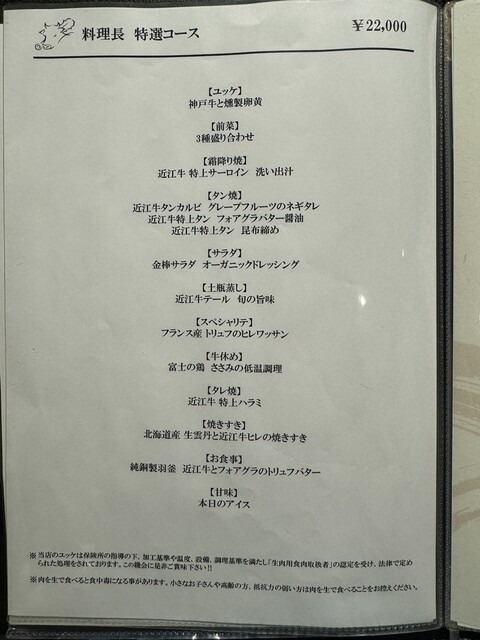 料理長 特選コース
￥22,000
【ユッケ】
神戸牛と燻製卵黄
【前菜】
3種盛り合わせ
【霜降り焼】
近江牛 特上サーロイン 洗い出汁
【タン焼】
近江牛タンカルビ グレープフルーツのネギタレ
近江牛特上タン フォアグラバター醤油
近江牛特上タン 昆布締め
【サラダ】
金棒サラダ オーガニックドレッシング
【土瓶蒸し】
近江牛テール 旬の旨味
【スペシャリテ】
フランス産 トリュフのヒレワッサン
【牛休め】
富士の鶏 ささみの低温調理
【タレ焼】
近江牛 特上ハラミ
【焼きすき】
北海道産 生雲丹と近江牛ヒレの焼きすき
【お食事】
純銅製羽釜 近江牛とフォアグラのトリュフバター
【甘味】
本日のアイス
※当店のユッケは保険所の指導の下、加工基準や温度、設備、調理基準を満たし「生肉用食肉取扱者」の認定を受け、法律で定め
られた処理をされております。この機会に是非ご賞味下さい!!
※肉を生で食べると食中毒になる事があります。小さなお子さんや高齢の方、抵抗力の弱い方は肉を生で食べることをお控えください。